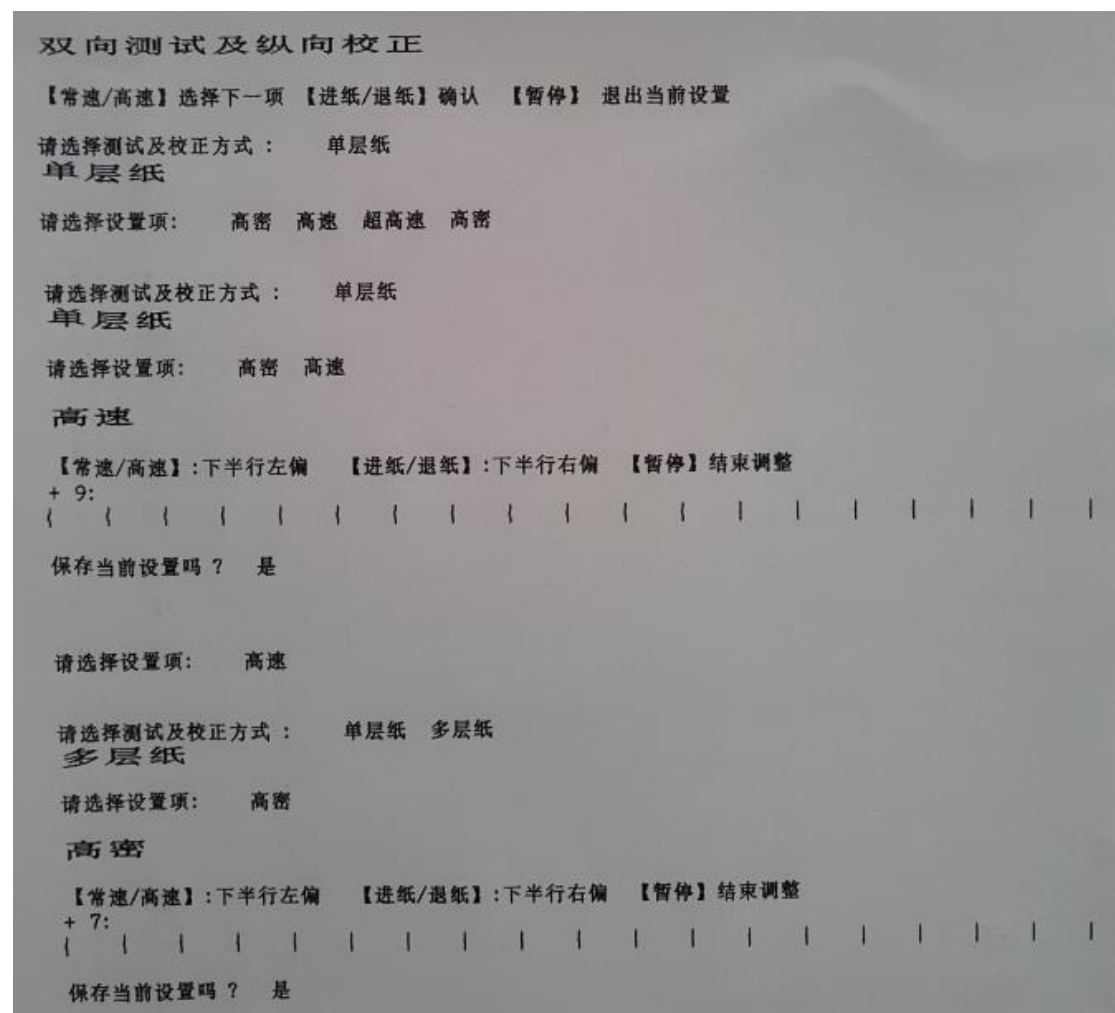 双向测试及纵向校正
【常速/高速】选择下一项 【进纸/退纸】确认 【暂停】 退出当前设置
请选择测试及校正方式 : 单层纸
单层纸
请选择设置项: 高密 高速 超高速 高密
请选择测试及校正方式 : 单层纸
单层纸
请选择设置项: 高密 高速
高速
【常速/高速】:下半行左偏 【进纸/退纸】:下半行右偏 【暂停】结束调整
+ 9:
保存当前设置吗 ? 是
请选择设置项: 高速
请选择测试及校正方式 : 单层纸 多层纸
多层纸
请选择设置项: 高密
高密
【常速/高速】:下半行左偏 【进纸/退纸】:下半行右偏 【暂停】结束调整
+ 7:
保存当前设置吗 ? 是